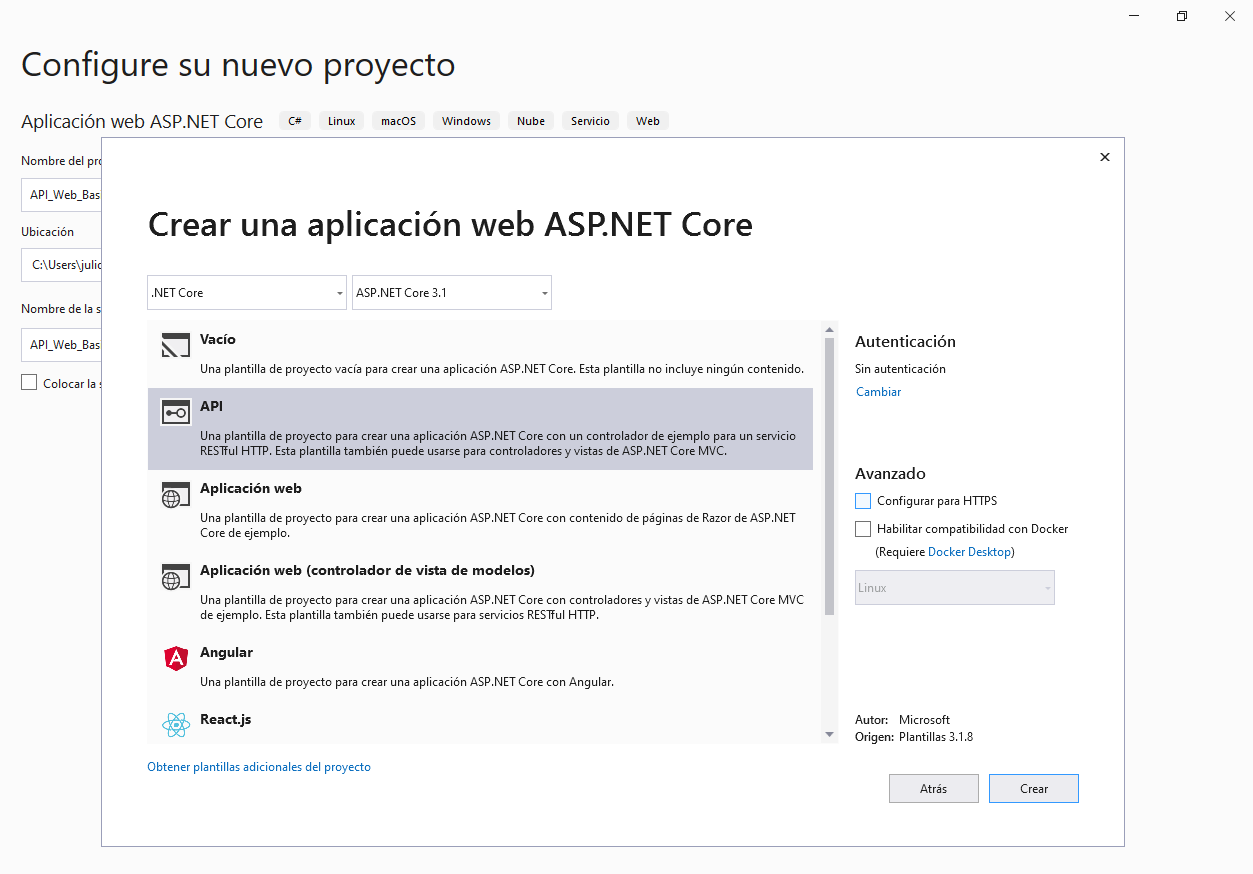 Configure su nuevo proyecto
Aplicación web ASP.NET Core C# Linux macOS Windows Nube Servicio Web
Nombre del pro
API_Web_Bas
Ubicación
C:\Users\julio
Nombre de la s
API_Web_Bas
Colocar la s
Crear una aplicación web ASP.NET Core
.NET Core ASP.NET Core 3.1
Vacío
Una plantilla de proyecto vacía para crear una aplicación ASP.NET Core. Esta plantilla no incluye ningún contenido.
API
Una plantilla de proyecto para crear una aplicación ASP.NET Core con un controlador de ejemplo para un servicio
RESTful HTTP. Esta plantilla también puede usarse para controladores y vistas de ASP.NET Core MVC.
Aplicación web
Una plantilla de proyecto para crear una aplicación ASP.NET Core con contenido de páginas de Razor de ASP.NET
Core de ejemplo.
Aplicación web (controlador de vista de modelos)
Una plantilla de proyecto para crear una aplicación ASP.NET Core con controladores y vistas de ASP.NET Core MVC
de ejemplo. Esta plantilla también puede usarse para servicios RESTful HTTP.
Angular
Una plantilla de proyecto para crear una aplicación ASP.NET Core con Angular.
React.js
Obtener plantillas adicionales del proyecto
Autenticación
Sin autenticación
Cambiar
Avanzado
Configurar para HTTPS
Habilitar compatibilidad con Docker
(Requiere Docker Desktop)
Linux
Autor: Microsoft
Origen: Plantillas 3.1.8
Atrás Crear